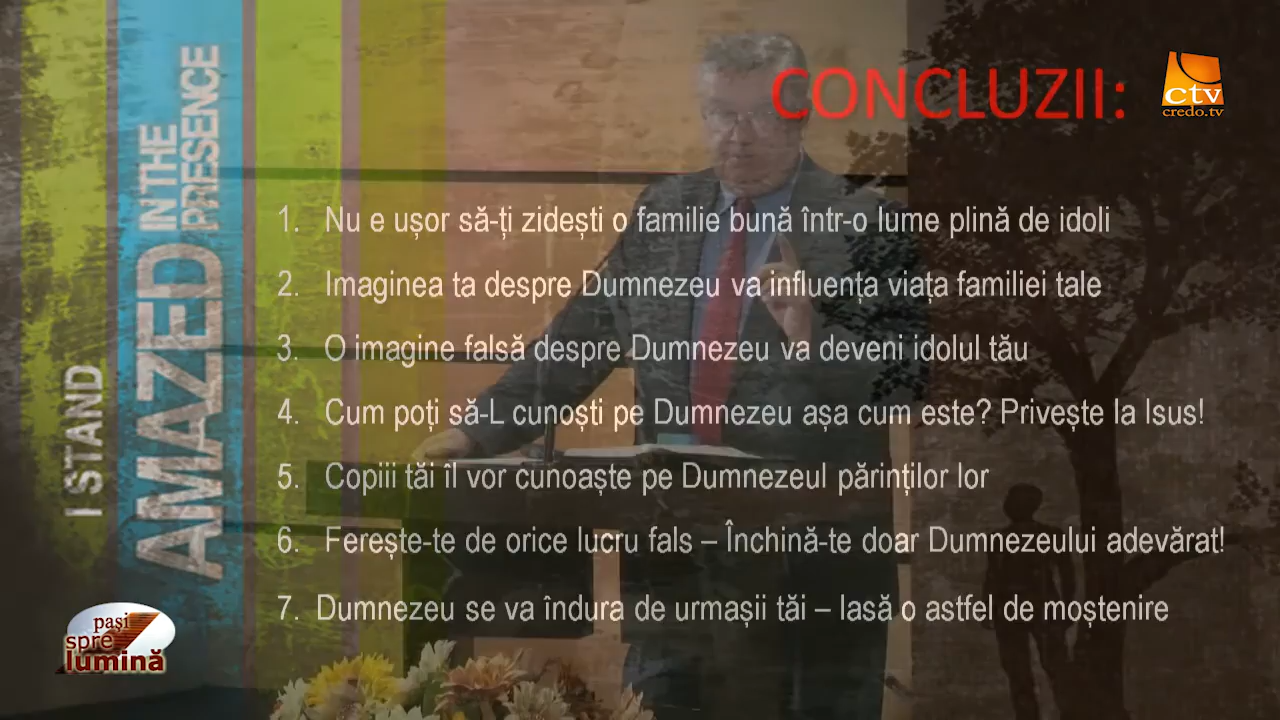 CONCLUZII:
ctv
credo.tv
I STAND
AMAZED
IN THE
PRESENCE
1. Nu e ușor să-ți zidești o familie bună într-o lume plină de idoli
2. Imaginea ta despre Dumnezeu va influența viața familiei tale
3. O imagine falsă despre Dumnezeu va deveni idolul tău
4. Cum poți să-L cunoști pe Dumnezeu așa cum este? Privește la Isus!
5. Copiii tăi îl vor cunoaște pe Dumnezeul părinților lor
6. Ferește-te de orice lucru fals – Închină-te doar Dumnezeului adevărat!
7. Dumnezeu se va îndura de urmașii tăi – lasă o astfel de moștenire
pași
spre
lumină